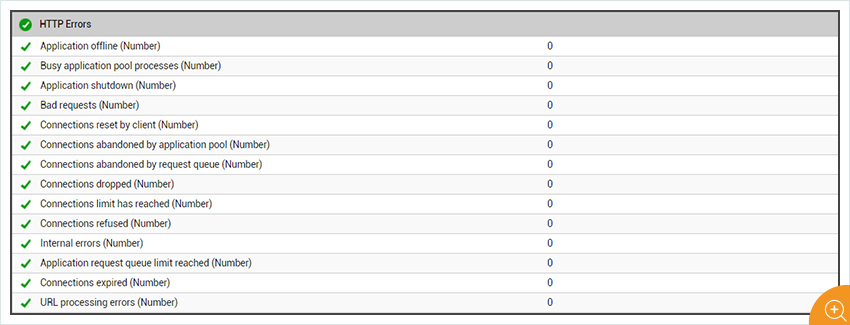 HTTP Errors
Application offline (Number) 0
Busy application pool processes (Number) 0
Application shutdown (Number) 0
Bad requests (Number) 0
Connections reset by client (Number) 0
Connections abandoned by application pool (Number) 0
Connections abandoned by request queue (Number) 0
Connections dropped (Number) 0
Connections limit has reached (Number) 0
Connections refused (Number) 0
Internal errors (Number) 0
Application request queue limit reached (Number) 0
Connections expired (Number) 0
URL processing errors (Number) 0